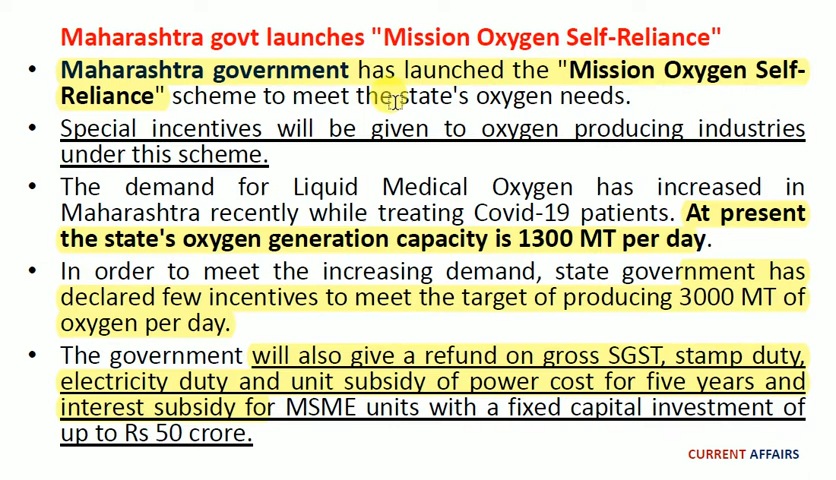 Maharashtra govt launches "Mission Oxygen Self-Reliance"
• Maharashtra government has launched the "Mission Oxygen Self-
Reliance" scheme to meet the state's oxygen needs.
• Special incentives will be given to oxygen producing industries
under this scheme.
• The demand for Liquid Medical Oxygen has increased in
Maharashtra recently while treating Covid-19 patients. At present
the state's oxygen generation capacity is 1300 MT per day.
• In order to meet the increasing demand, state government has
declared few incentives to meet the target of producing 3000 MT of
oxygen per day.
• The government will also give a refund on gross SGST, stamp duty,
electricity duty and unit subsidy of power cost for five years and
interest subsidy for MSME units with a fixed capital investment of
up to Rs 50 crore.
CURRENT AFFAIRS